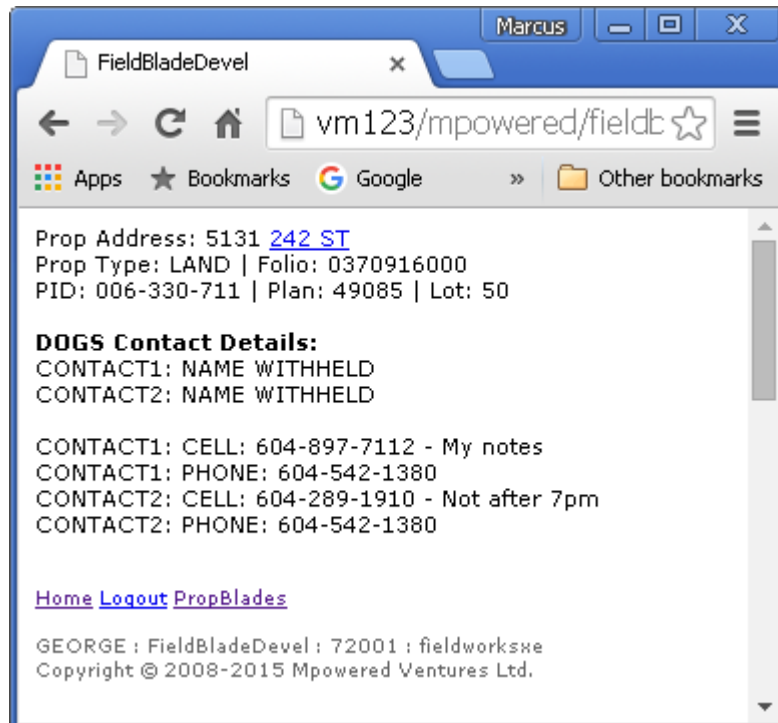 Marcus
FieldBladeDevel
vm123/mpowered/fieldb
Apps Bookmarks Google » Other bookmarks
Prop Address: 5131 242 ST
Prop Type: LAND | Folio: 0370916000
PID: 006-330-711 | Plan: 49085 | Lot: 50
DOGS Contact Details:
CONTACT1: NAME WITHHELD
CONTACT2: NAME WITHHELD
CONTACT1: CELL: 604-897-7112 - My notes
CONTACT1: PHONE: 604-542-1380
CONTACT2: CELL: 604-289-1910 - Not after 7pm
CONTACT2: PHONE: 604-542-1380
Home Logout PropBlades
GEORGE : FieldBladeDevel : 72001 : fieldworksxe
Copyright © 2008-2015 Mpowered Ventures Ltd.